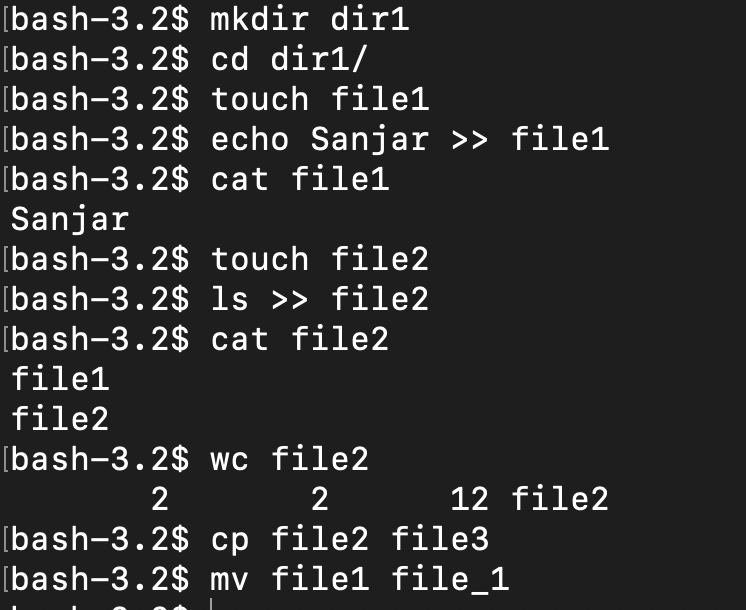 [bash-3.2$ mkdir dir1
[bash-3.2$ cd dir1/
[bash-3.2$ touch file1
[bash-3.2$ echo Sanjar >> file1
[bash-3.2$ cat file1
Sanjar
[bash-3.2$ touch file2
[bash-3.2$ ls >> file2
[bash-3.2$ cat file2
file1
file2
[bash-3.2$ wc file2
       2       2      12 file2
[bash-3.2$ cp file2 file3
[bash-3.2$ mv file1 file_1
bash-3.2$